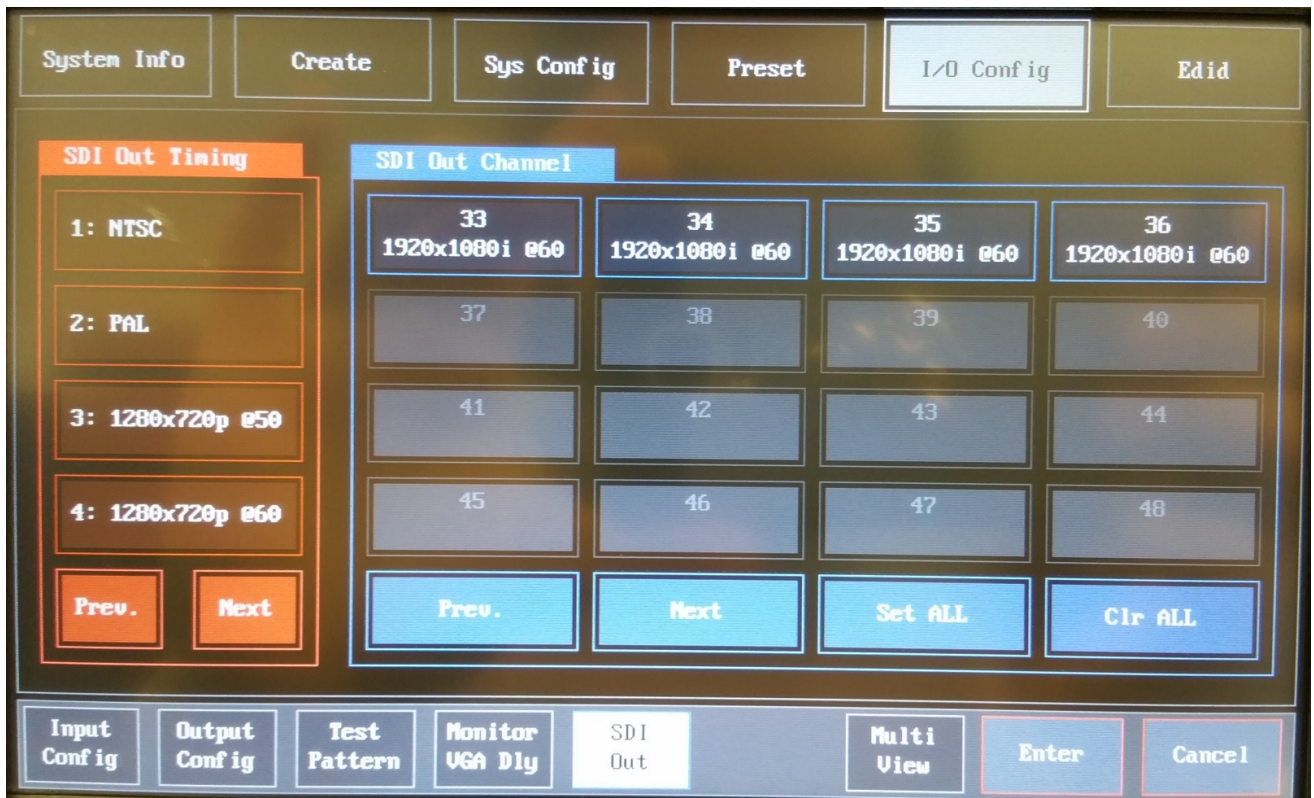 System Info
Create
Sys Config
Preset
I/O Config
Edid
SDI Out Timing
1: NTSC
2: PAL
3: 1280x720p @50
4: 1280x720p @60
Prev.
Next
SDI Out Channel
33
1920x1080i @60
34
1920x1080i @60
35
1920x1080i @60
36
1920x1080i @60
37
38
39
40
41
42
43
44
45
46
47
48
Prev.
Next
Set ALL
Clr ALL
Input
Config
Output
Config
Test
Pattern
Monitor
VGA Dly
SDI
Out
Multi
View
Enter
Cancel